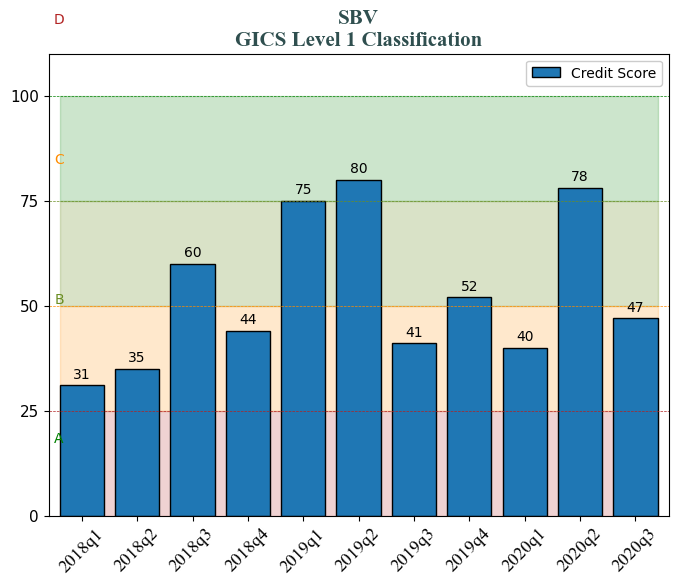 D
SBV
GICS Level 1 Classification
Credit Score
100
C
75
B
50
25
A
0
31
35
60
44
75
80
41
52
40
78
47
2018q1
2018q2
2018q3
2018q4
2019q1
2019q2
2019q3
2019q4
2020q1
2020q2
2020q3